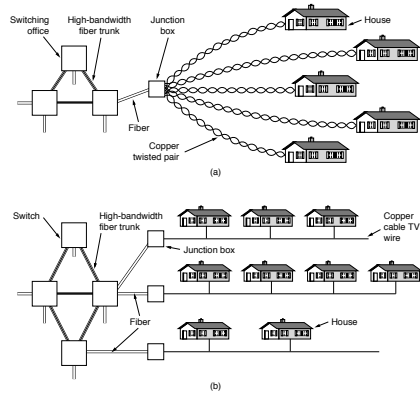 Switching
office
High-bandwidth
fiber trunk
Junction
box
House
Fiber
Copper
twisted pair
(a)
Switch
High-bandwidth
fiber trunk
Copper
cable TV
wire
Junction box
Fiber
House
(b)